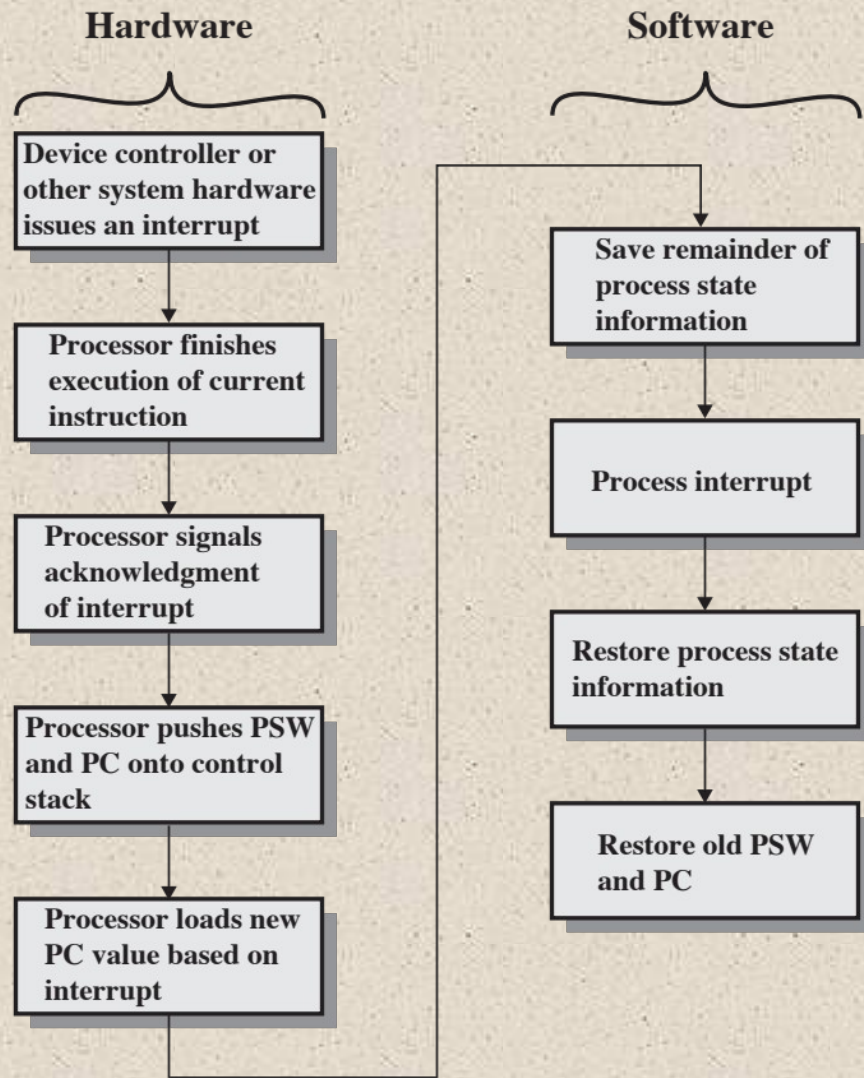 Hardware
Device controller or
other system hardware
issues an interrupt
Processor finishes
execution of current
instruction
Processor signals
acknowledgment
of interrupt
Processor pushes PSW
and PC onto control
stack
Processor loads new
PC value based on
interrupt
Software
Save remainder of
process state
information
Process interrupt
Restore process state
information
Restore old PSW
and PC